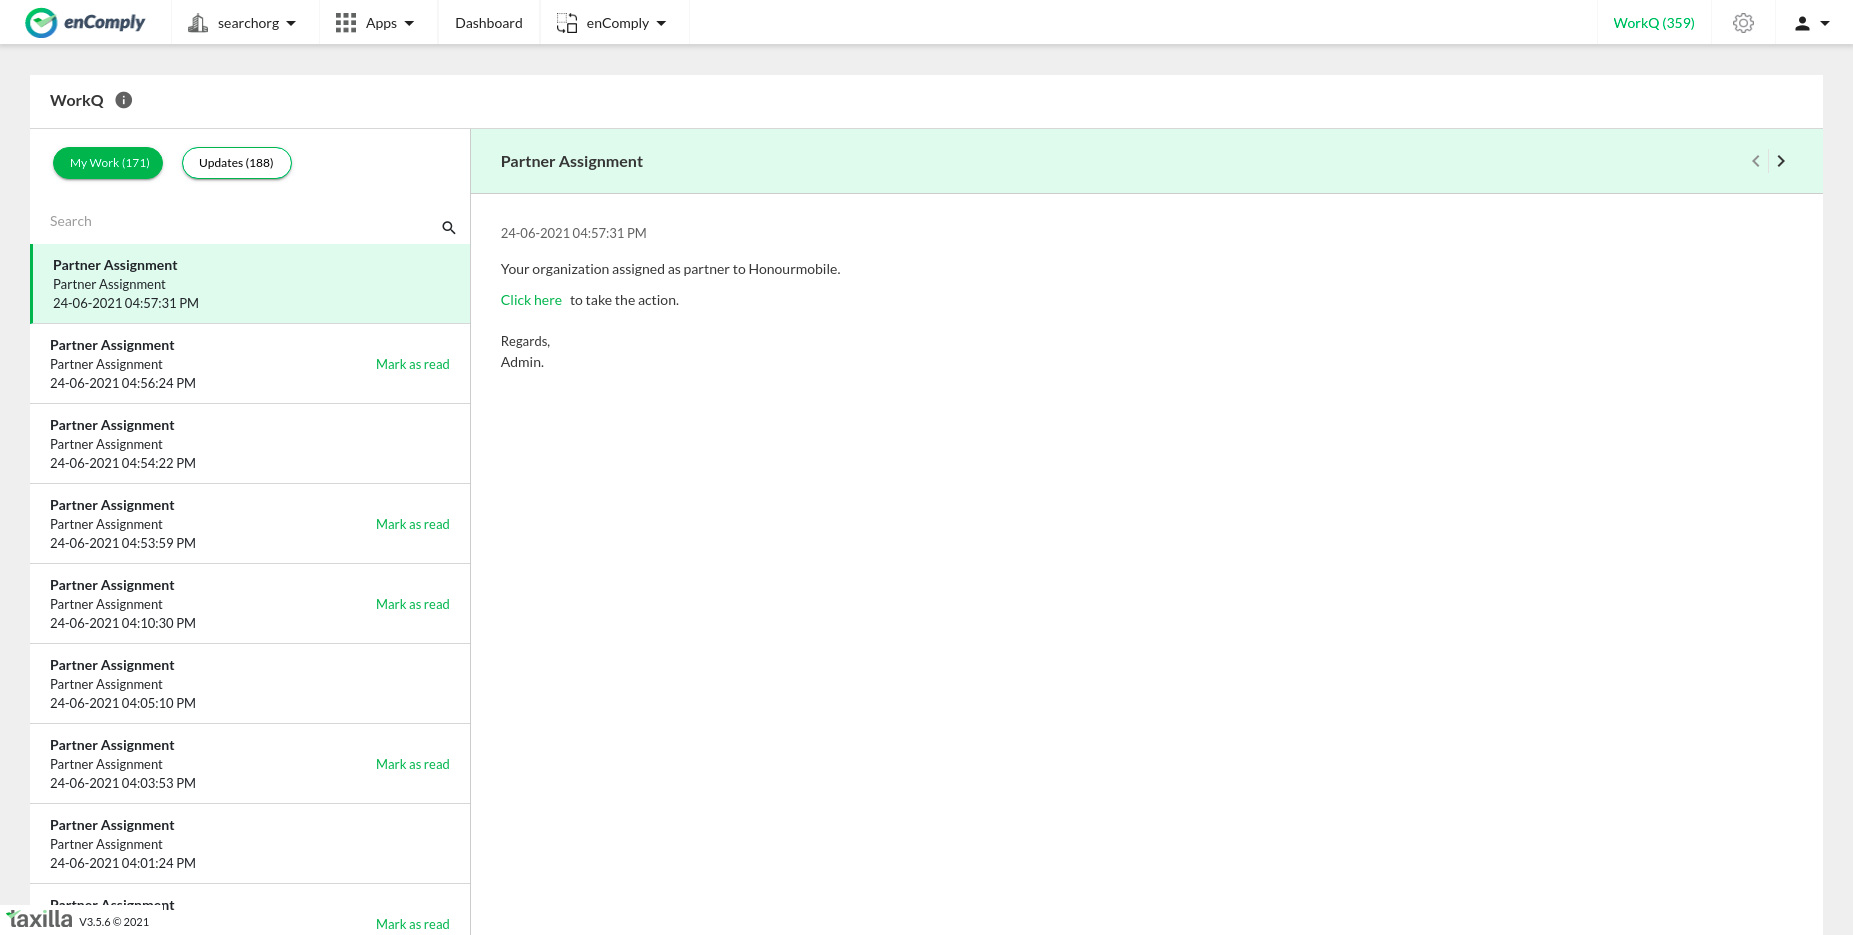 enComply
searchorg
Apps
Dashboard
enComply
WorkQ (359)
WorkQ
My Work (171)
Updates (188)
Search
Partner Assignment
Partner Assignment
24-06-2021 04:57:31 PM
Partner Assignment
Partner Assignment
Mark as read
24-06-2021 04:56:24 PM
Partner Assignment
Partner Assignment
24-06-2021 04:54:22 PM
Partner Assignment
Partner Assignment
Mark as read
24-06-2021 04:53:59 PM
Partner Assignment
Partner Assignment
Mark as read
24-06-2021 04:10:30 PM
Partner Assignment
Partner Assignment
24-06-2021 04:05:10 PM
Partner Assignment
Partner Assignment
Mark as read
24-06-2021 04:03:53 PM
Partner Assignment
Partner Assignment
24-06-2021 04:01:24 PM
Partner Assignment
Mark as read
taxilla V3.5.6 © 2021
Partner Assignment
24-06-2021 04:57:31 PM
Your organization assigned as partner to Honourmobile.
Click here to take the action.
Regards,
Admin.